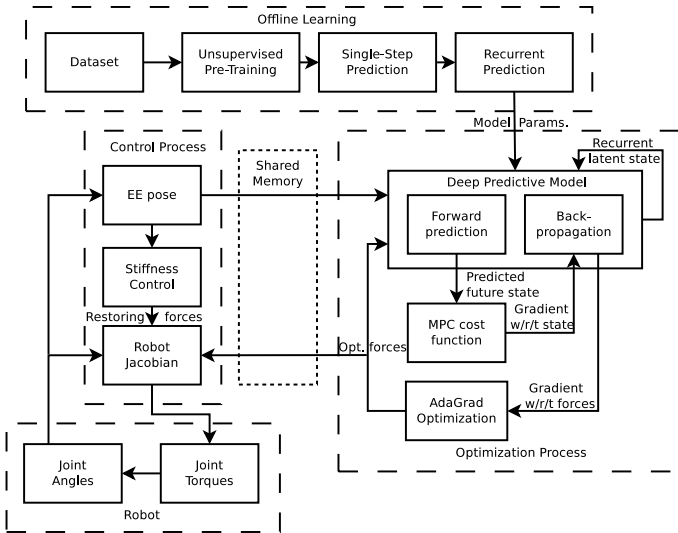 Offline Learning
Dataset
Unsupervised
Pre-Training
Single-Step
Prediction
Recurrent
Prediction
Model Params.
Control Process
EE pose
Stiffness
Control
Restoring forces
Robot
Jacobian
Shared
Memory
Recurrent
latent state
Deep Predictive Model
Forward
prediction
Back-
propagation
Predicted
future state
MPC cost
function
Gradient
w/r/t state
Opt. forces
AdaGrad
Optimization
Gradient
w/r/t forces
Optimization Process
Joint
Angles
Joint
Torques
Robot